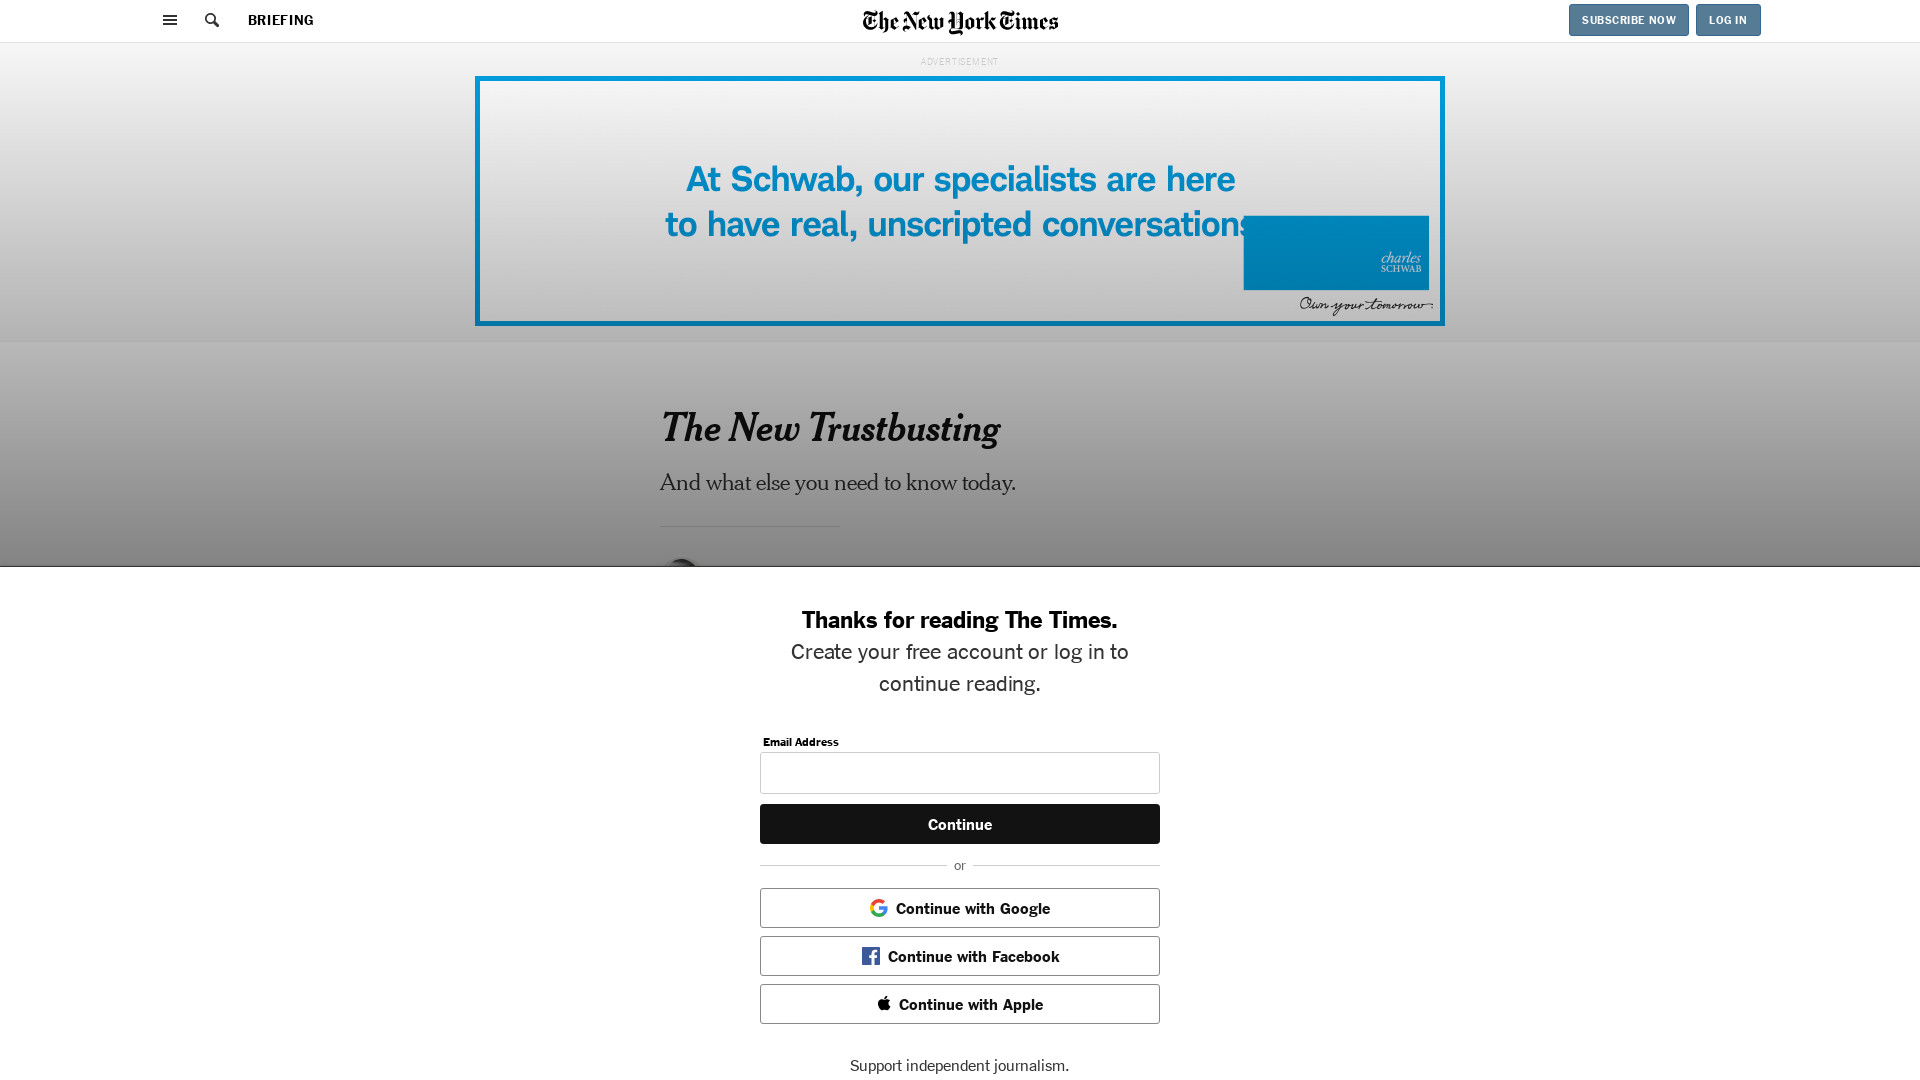 BRIEFING
The New York Times
SUBSCRIBE NOW
LOG IN
ADVERTISEMENT
At Schwab, our specialists are here
to have real, unscripted conversations
charles
SCHWAB
Own your tomorrow.
The New Trustbusting
And what else you need to know today.
Thanks for reading The Times.
Create your free account or log in to
continue reading.
Email Address
Continue
or
Continue with Google
Continue with Facebook
Continue with Apple
Support independent journalism.